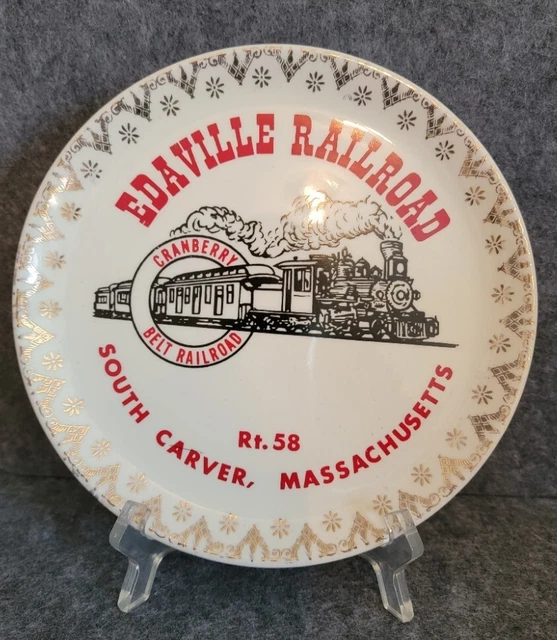 EDAVILLE RAILROAD
CRANBERRY
BELT RAILROAD
Rt. 58
SOUTH CARVER, MASSACHUSETTS